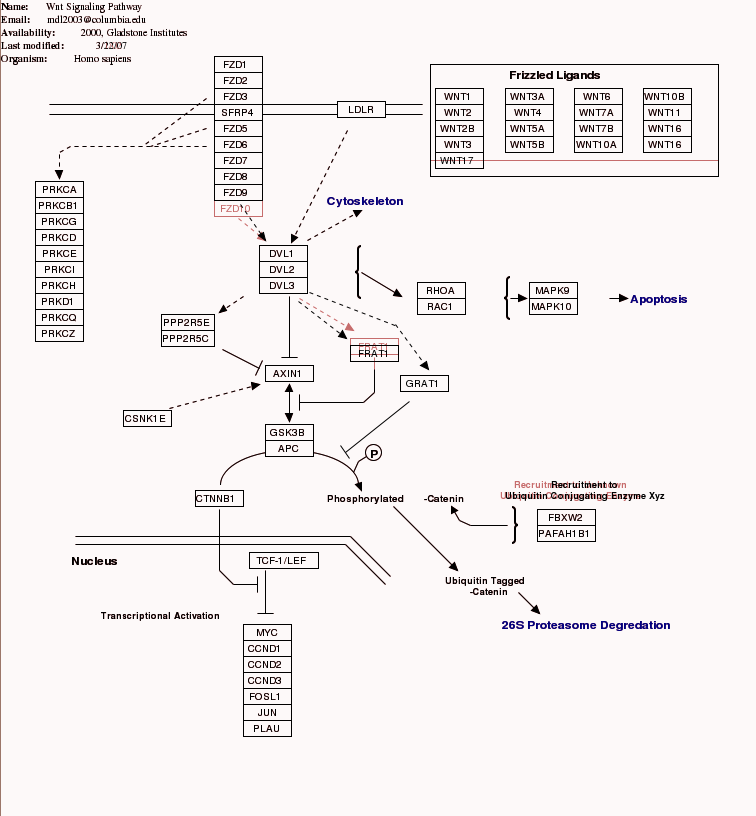 Name: Wnt Signaling Pathway
Email: mdl2003@columbia.edu
Availability: 2000, Gladstone Institutes
Last modified: 3/22/07
Organism: Homo sapiens
FZD1
FZD2
FZD3
SFRP4
FZD5
FZD6
FZD7
FZD8
FZD9
FZD10
LDLR
Frizzled Ligands
WNT1 WNT3A WNT6 WNT10B
WNT2 WNT4 WNT7A WNT11
WNT2B WNT5A WNT7B WNT16
WNT3 WNT5B WNT10A WNT16
WNT17
PRKCA
PRKCB1
PRKCG
PRKCD
PRKCE
PRKCI
PRKCH
PRKD1
PRKCQ
PRKCZ
Cytoskeleton
DVL1
DVL2
DVL3
RHOA
RAC1
MAPK9
MAPK10
Apoptosis
PPP2R5E
PPP2R5C
FRAT1
FRAT1
AXIN1
GRAT1
CSNK1E
GSK3B
APC
P
CTNNB1
Phosphorylated -Catenin
Recruitment to
Ubiquitin Conjugating Enzyme Xyz
FBXW2
PAFAH1B1
Nucleus
TCF-1/LEF
Ubiquitin Tagged
-Catenin
Transcriptional Activation
26S Proteasome Degredation
MYC
CCND1
CCND2
CCND3
FOSL1
JUN
PLAU